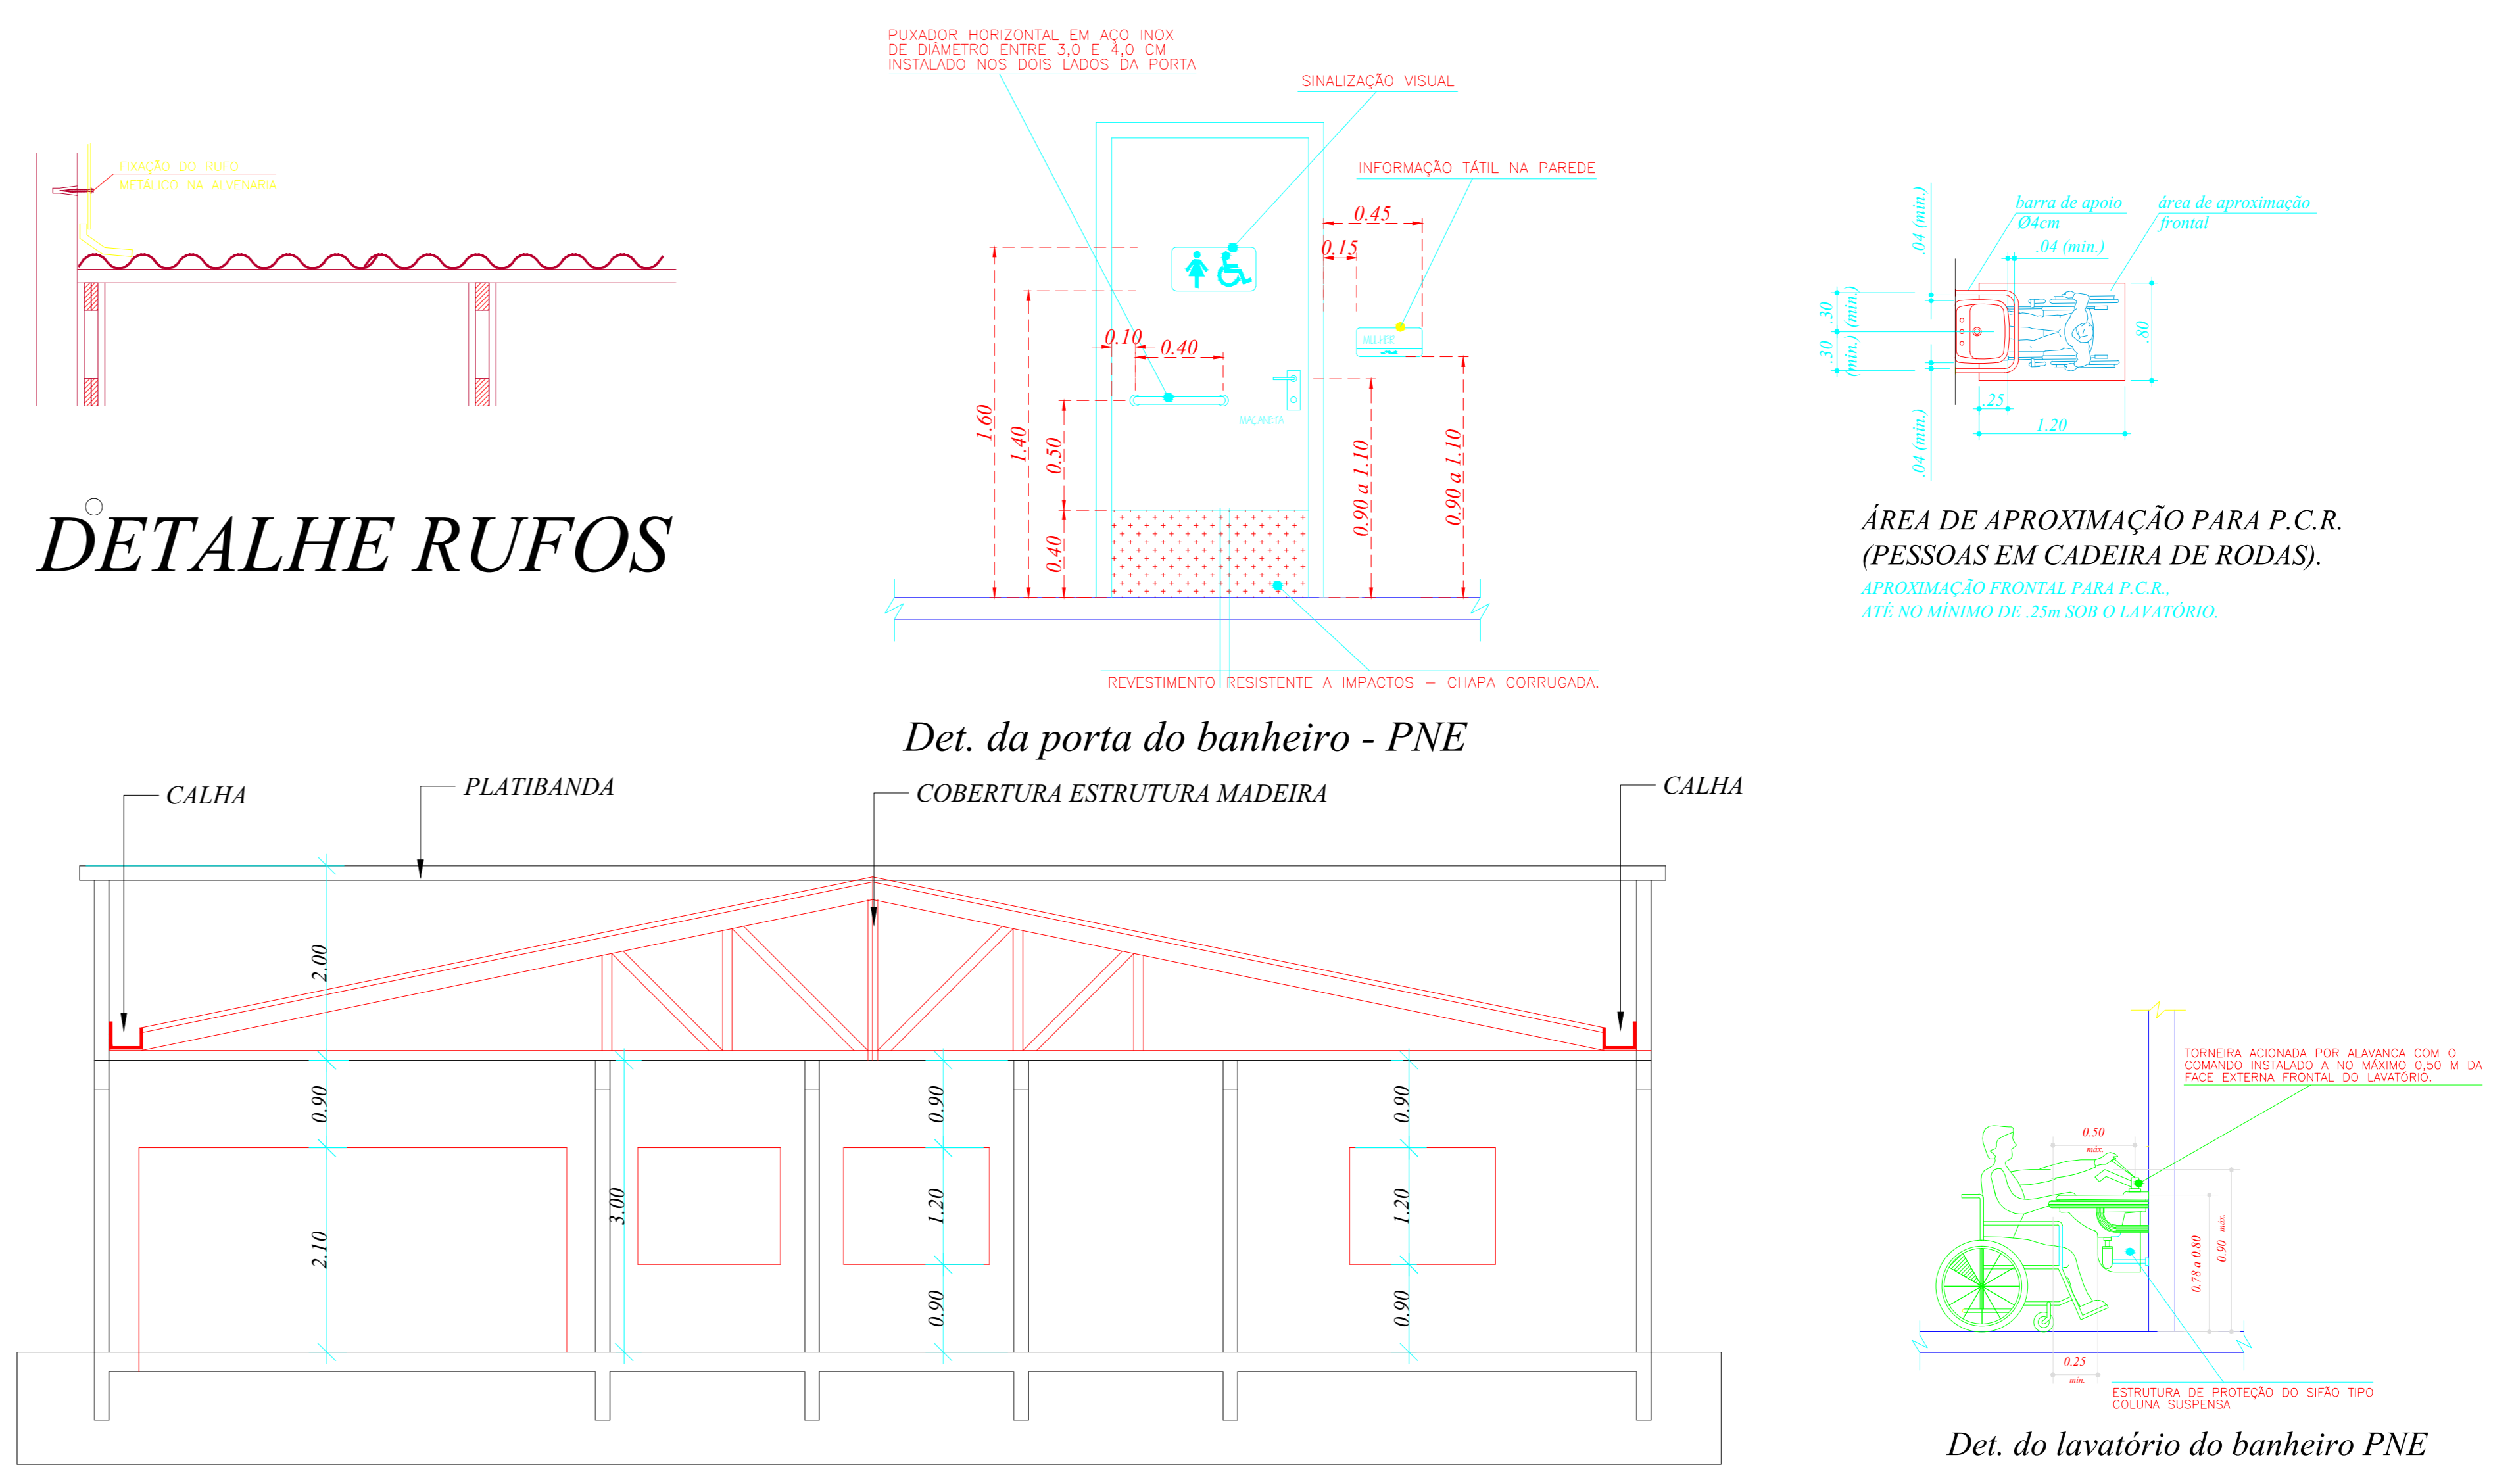 FIXAÇÃO DO RUFO
METALICO NA ALVENARIA
DETALHE RUFOS
PUXADOR HORIZONTAL EM AÇO INOX
DE DIÂMETRO ENTRE 3,0 E 4,0 CM
INSTALADO NOS DOIS LADOS DA PORTA
SINALIZAÇÃO VISUAL
INFORMAÇÃO TÁTIL NA PAREDE
0.45
0.15
0.10
0.40
1.60
1.40
0.50
0.40
MULHER
MAÇANETA
0.90 a 1.10
0.90 a 1.10
REVESTIMENTO RESISTENTE A IMPACTOS – CHAPA CORRUGADA.
Det. da porta do banheiro - PNE
.04 (min.)
barra de apoio
Ø4cm
área de aproximação
frontal
.04 (min.)
.30
(min.)
.30
(min.)
.80
.25
1.20
.04 (min.)
ÁREA DE APROXIMAÇÃO PARA P.C.R.
(PESSOAS EM CADEIRA DE RODAS).
APROXIMAÇÃO FRONTAL PARA P.C.R.,
ATÉ NO MÍNIMO DE .25m SOB O LAVATÓRIO.
CALHA
PLATIBANDA
COBERTURA ESTRUTURA MADEIRA
CALHA
2.00
0.90
2.10
3.00
0.90
1.20
0.90
0.90
1.20
0.90
TORNEIRA ACIONADA POR ALAVANCA COM O
COMANDO INSTALADO A NO MÁXIMO 0,50 M DA
FACE EXTERNA FRONTAL DO LAVATÓRIO.
0.50
máx.
0.78 a 0.80
0.90 máx.
0.25
mín.
ESTRUTURA DE PROTEÇÃO DO SIFÃO TIPO
COLUNA SUSPENSA
Det. do lavatório do banheiro PNE